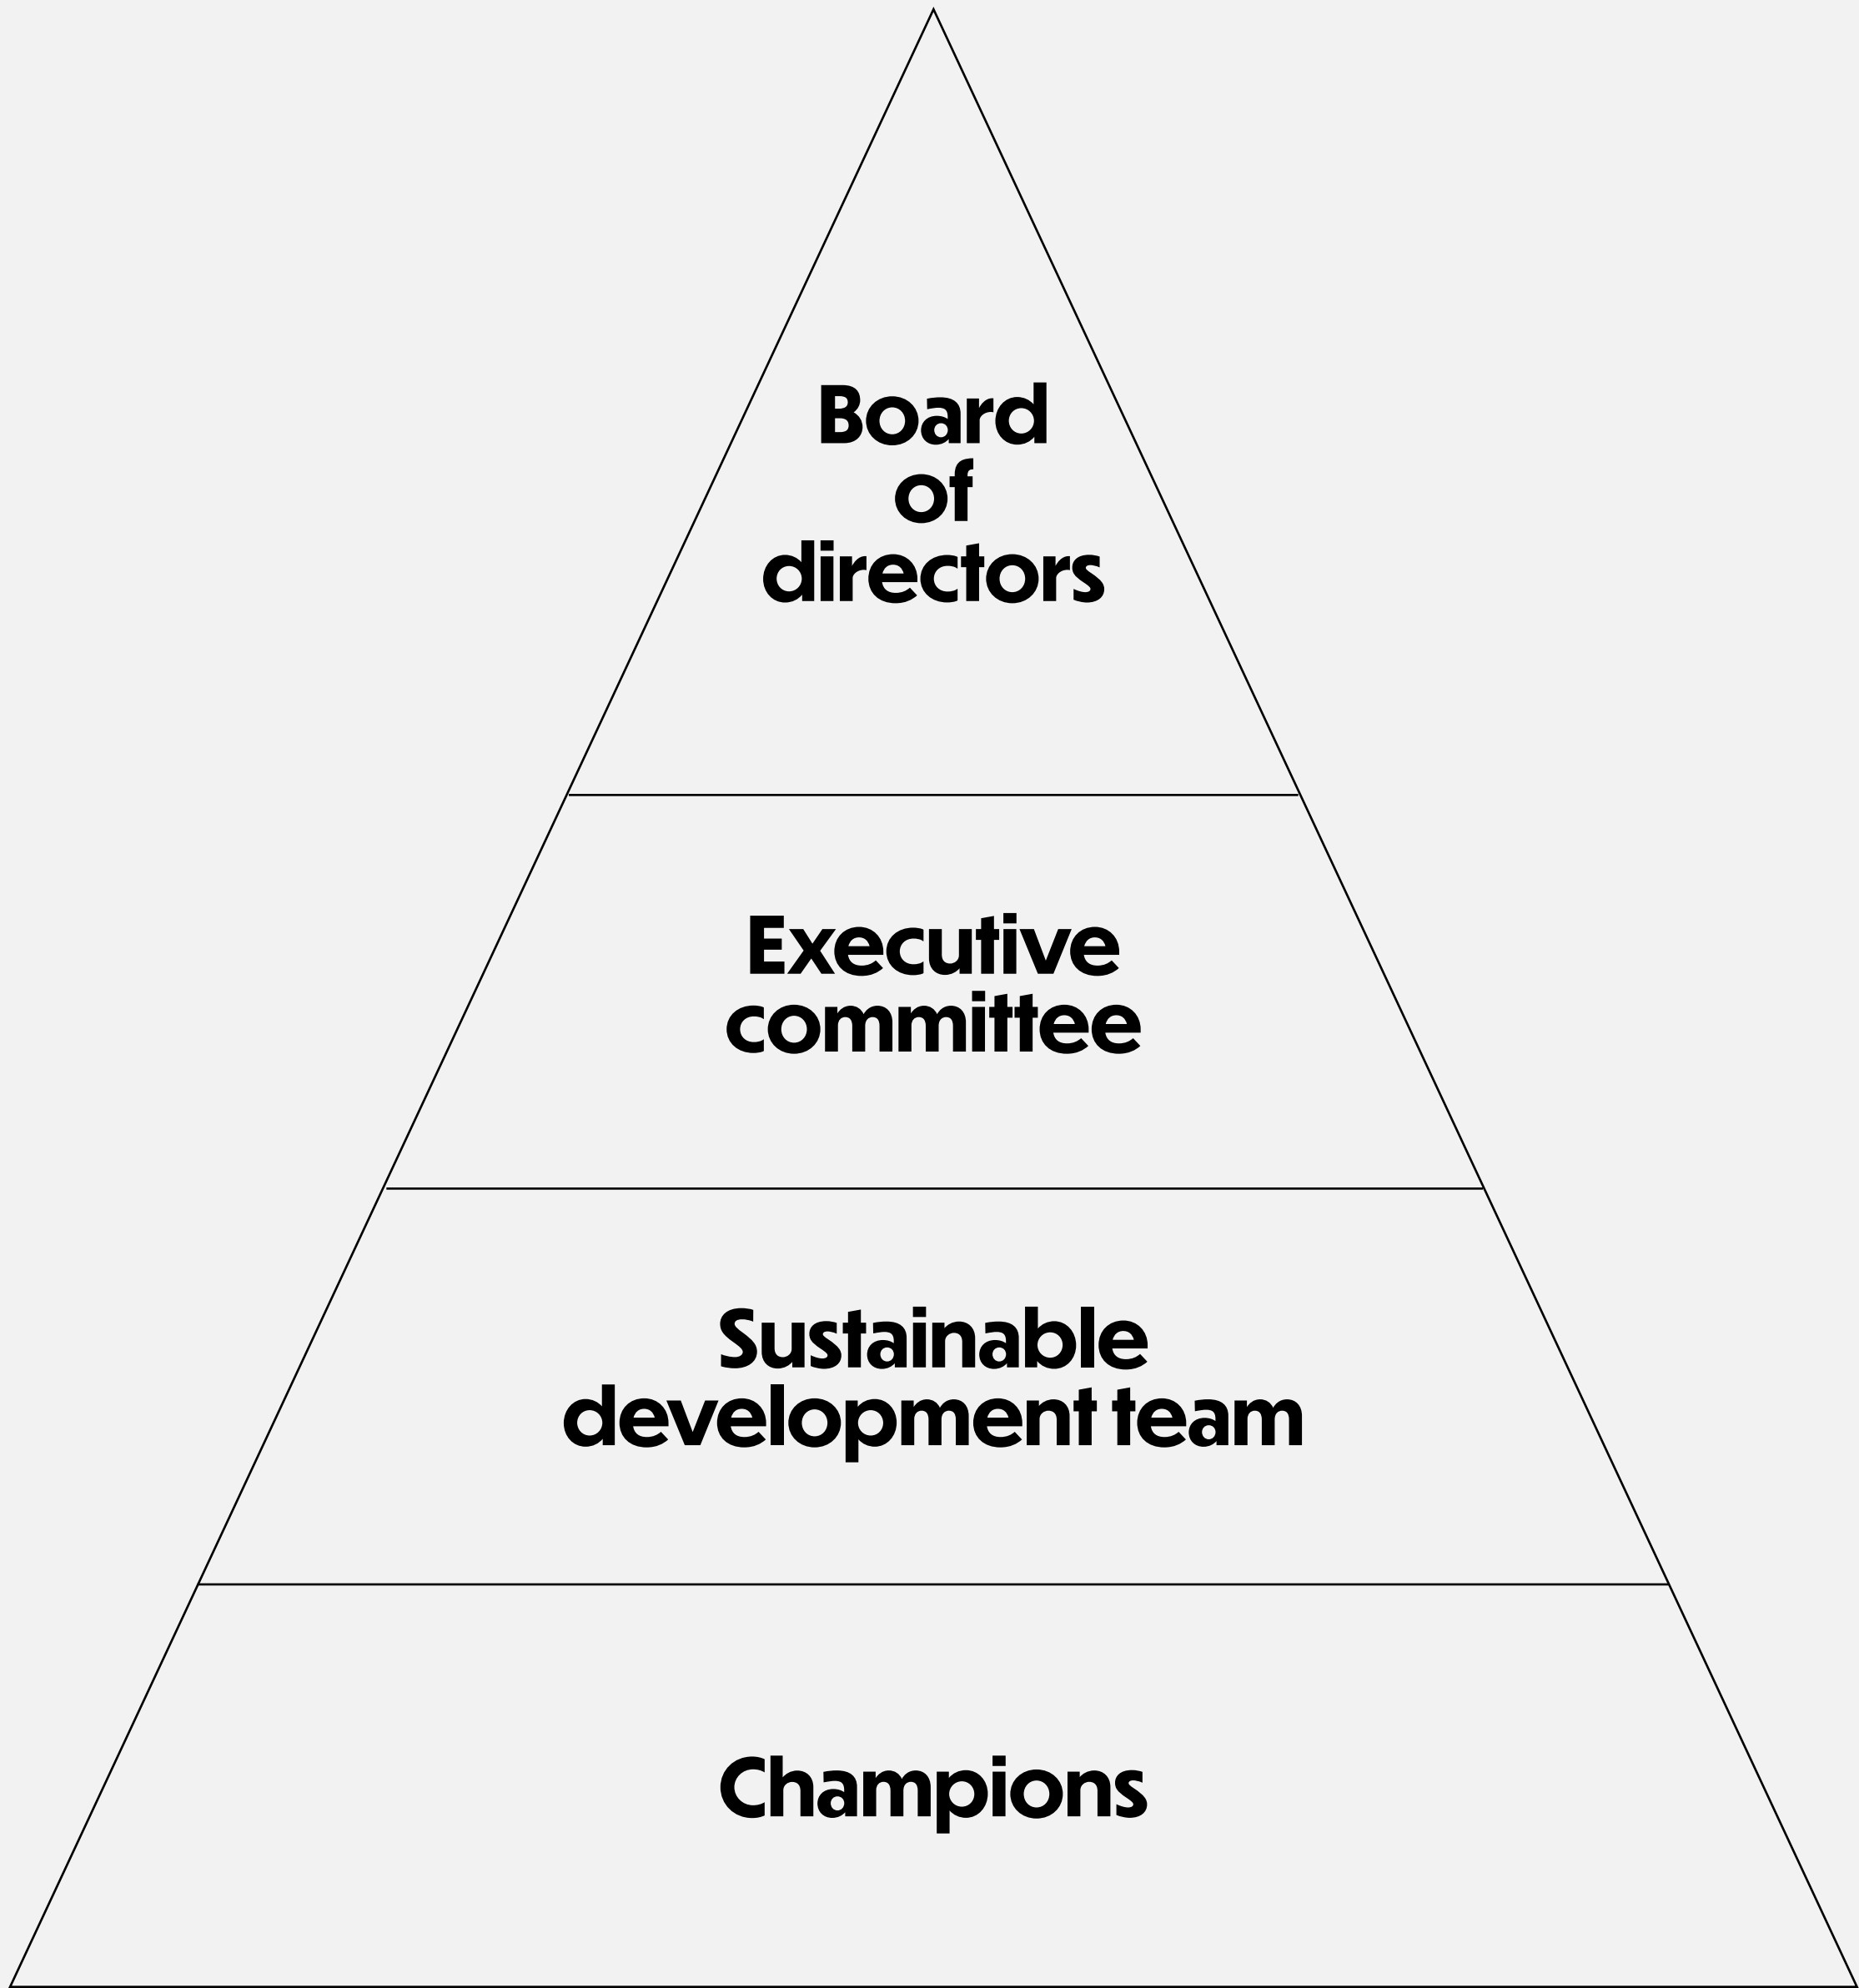 Board
of
directors
Executive
committee
Sustainable
development team
Champions